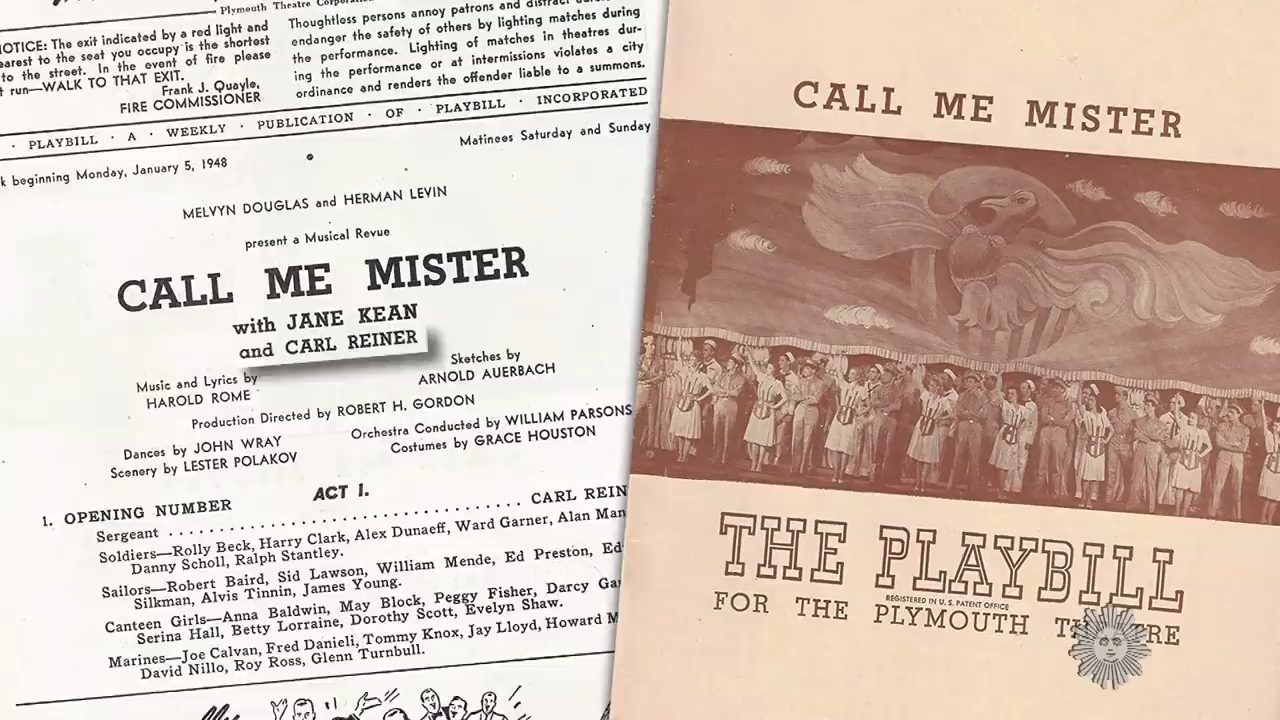 Plymouth Theatre
NOTICE: The exit indicated by a red light and
nearest to the seat you occupy is the shortest
to the street. In the event of fire please
run—WALK TO THAT EXIT.
Frank J. Quayle,
FIRE COMMISSIONER
Thoughtless persons annoy patrons and
endanger the safety of others by lighting matches during
the performance. Lighting of matches in theatres dur-
ing the performance or at intermissions violates a city
ordinance and renders the offender liable to a summons.
· PLAYBILL · A · WEEKLY · PUBLICATION · OF · PLAYBILL · INCORPORATED
beginning Monday, January 5, 1948
Matinees Saturday and Sunday
MELVYN DOUGLAS and HERMAN LEVIN
present a Musical Revue
CALL ME MISTER
with JANE KEAN
and CARL REINER
Music and Lyrics by
HAROLD ROME
Sketches by
ARNOLD AUERBACH
Production Directed by ROBERT H. GORDON
Dances by JOHN WRAY
Scenery by LESTER POLAKOV
Orchestra Conducted by WILLIAM PARSONS
Costumes by GRACE HOUSTON
ACT I.
1. OPENING NUMBER
Sergeant . . . . . . . . . . . . . . . . . . . . . . . . CARL REIN
Soldiers—Rolly Beck, Harry Clark, Alex Dunaeff, Ward Garner, Alan Man
Danny Scholl, Ralph Stantley.
Sailors—Robert Baird, Sid Lawson, William Mende, Ed Preston, Ed
Silkman, Alvis Tinnin, James Young.
Canteen Girls—Anna Baldwin, May Block, Peggy Fisher, Darcy Ga
Serina Hall, Betty Lorraine, Dorothy Scott, Evelyn Shaw.
Marines—Joe Calvan, Fred Danieli, Tommy Knox, Jay Lloyd, Howard M
David Nillo, Roy Ross, Glenn Turnbull.
CALL ME MISTER
THE PLAYBILL
REGISTERED IN U. S. PATENT OFFICE
FOR THE PLYMOUTH